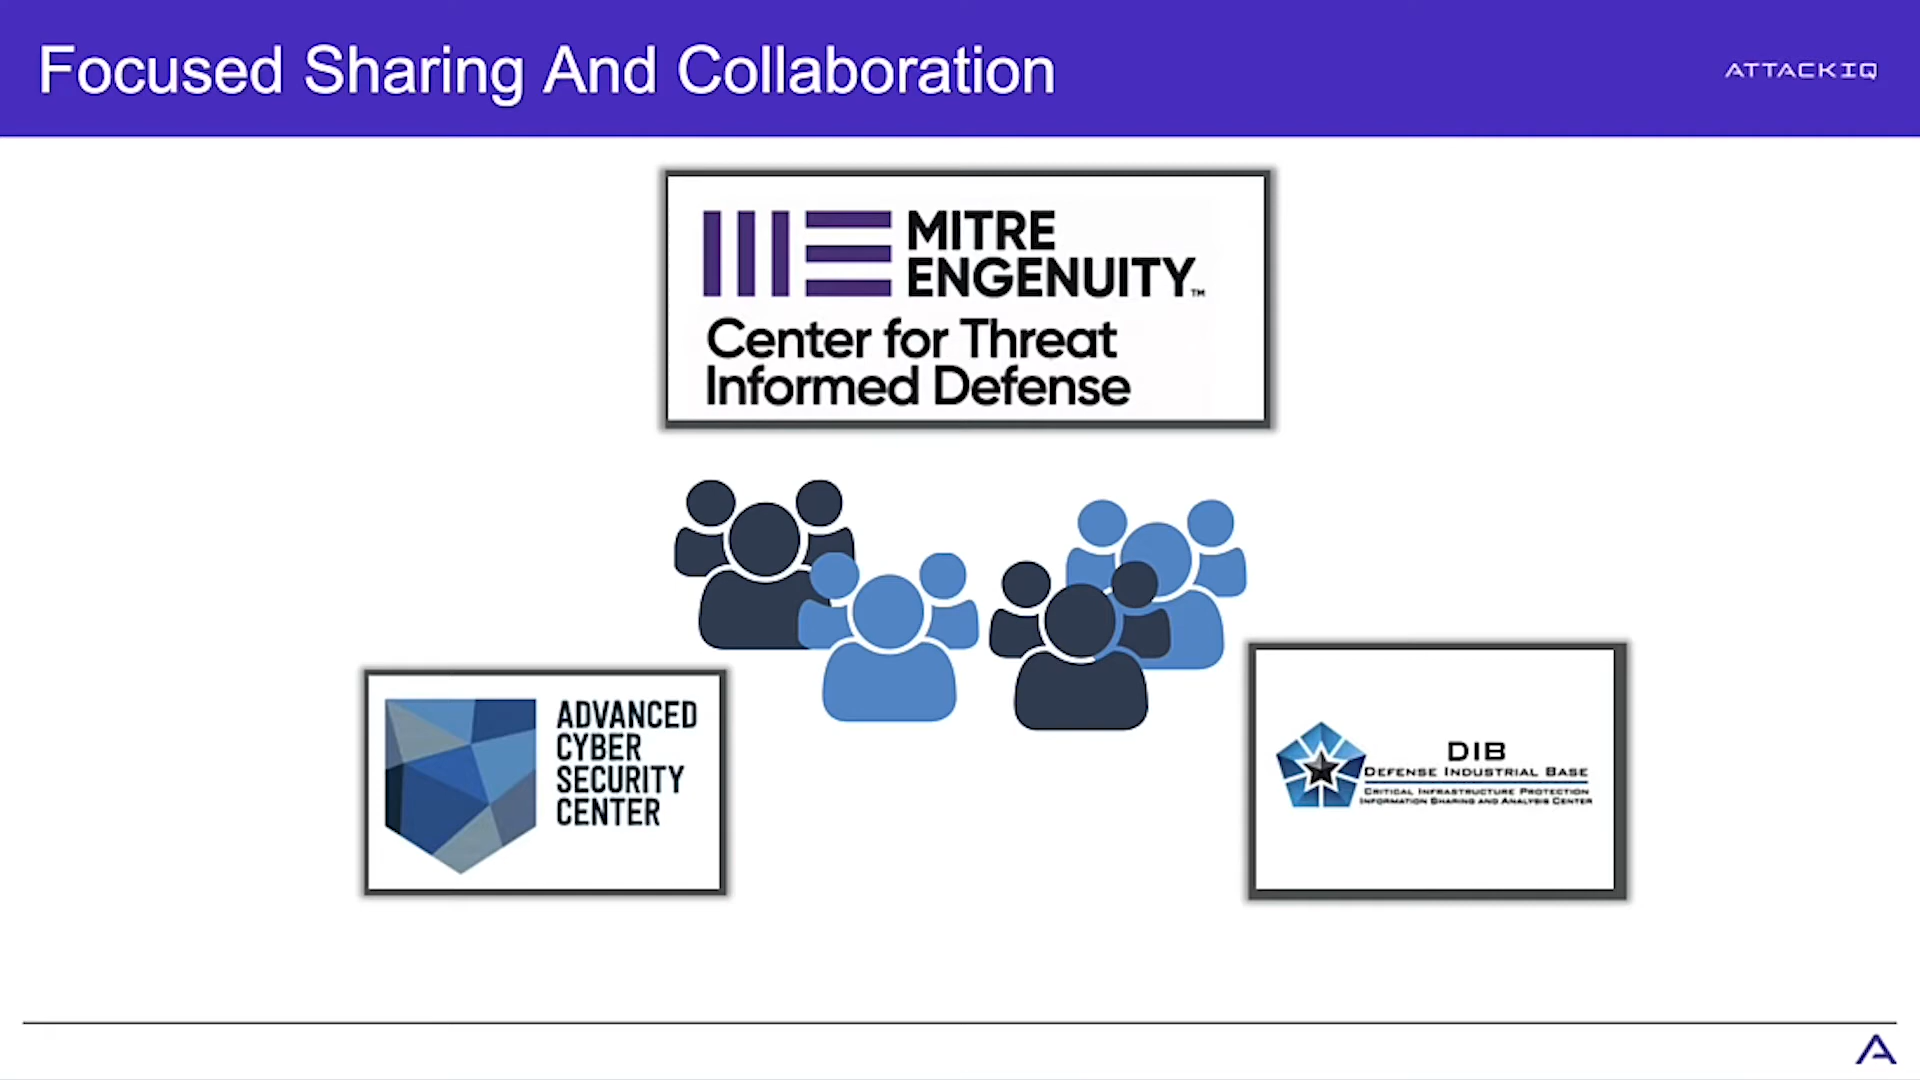 Focused Sharing And Collaboration
ATTACKIQ
MITRE
ENGENUITY™
Center for Threat
Informed Defense
ADVANCED
CYBER
SECURITY
CENTER
DIB
DEFENSE INDUSTRIAL BASE
CRITICAL INFRASTRUCTURE PROTECTION
INFORMATION SHARING AND ANALYSIS CENTER